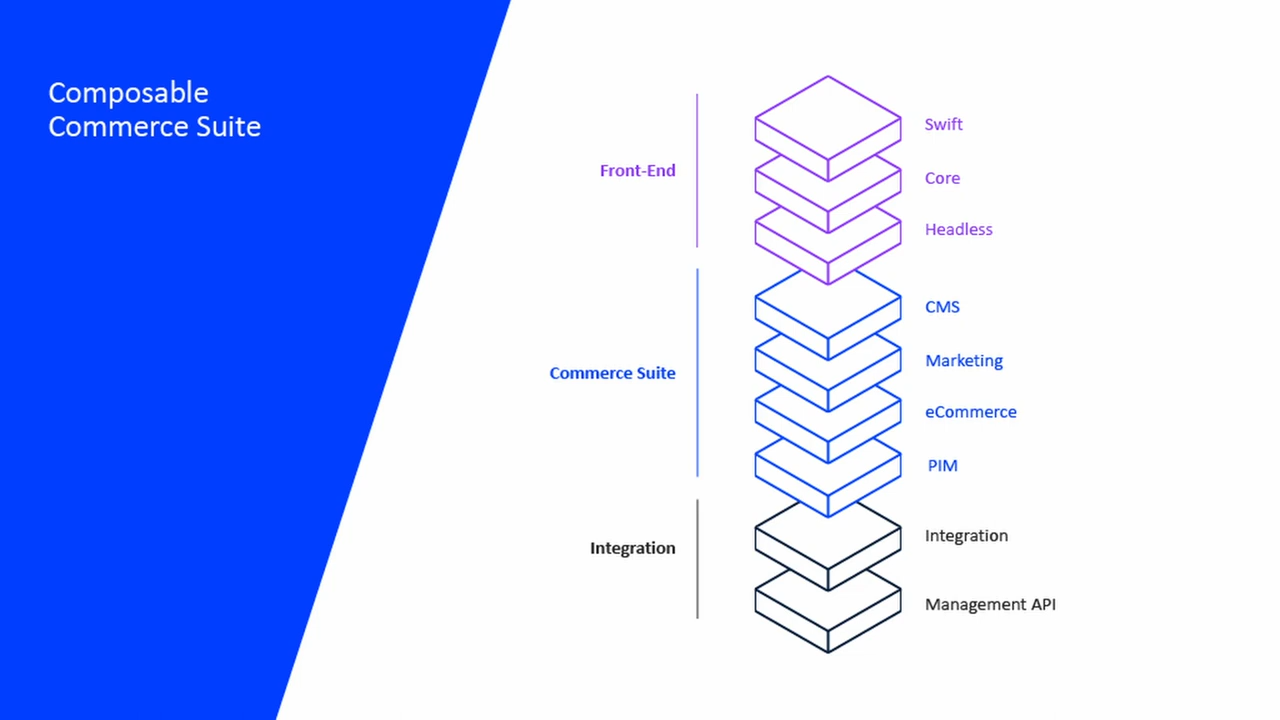 Composable
Commerce Suite
Front-End
Swift
Core
Headless
Commerce Suite
CMS
Marketing
eCommerce
PIM
Integration
Integration
Management API